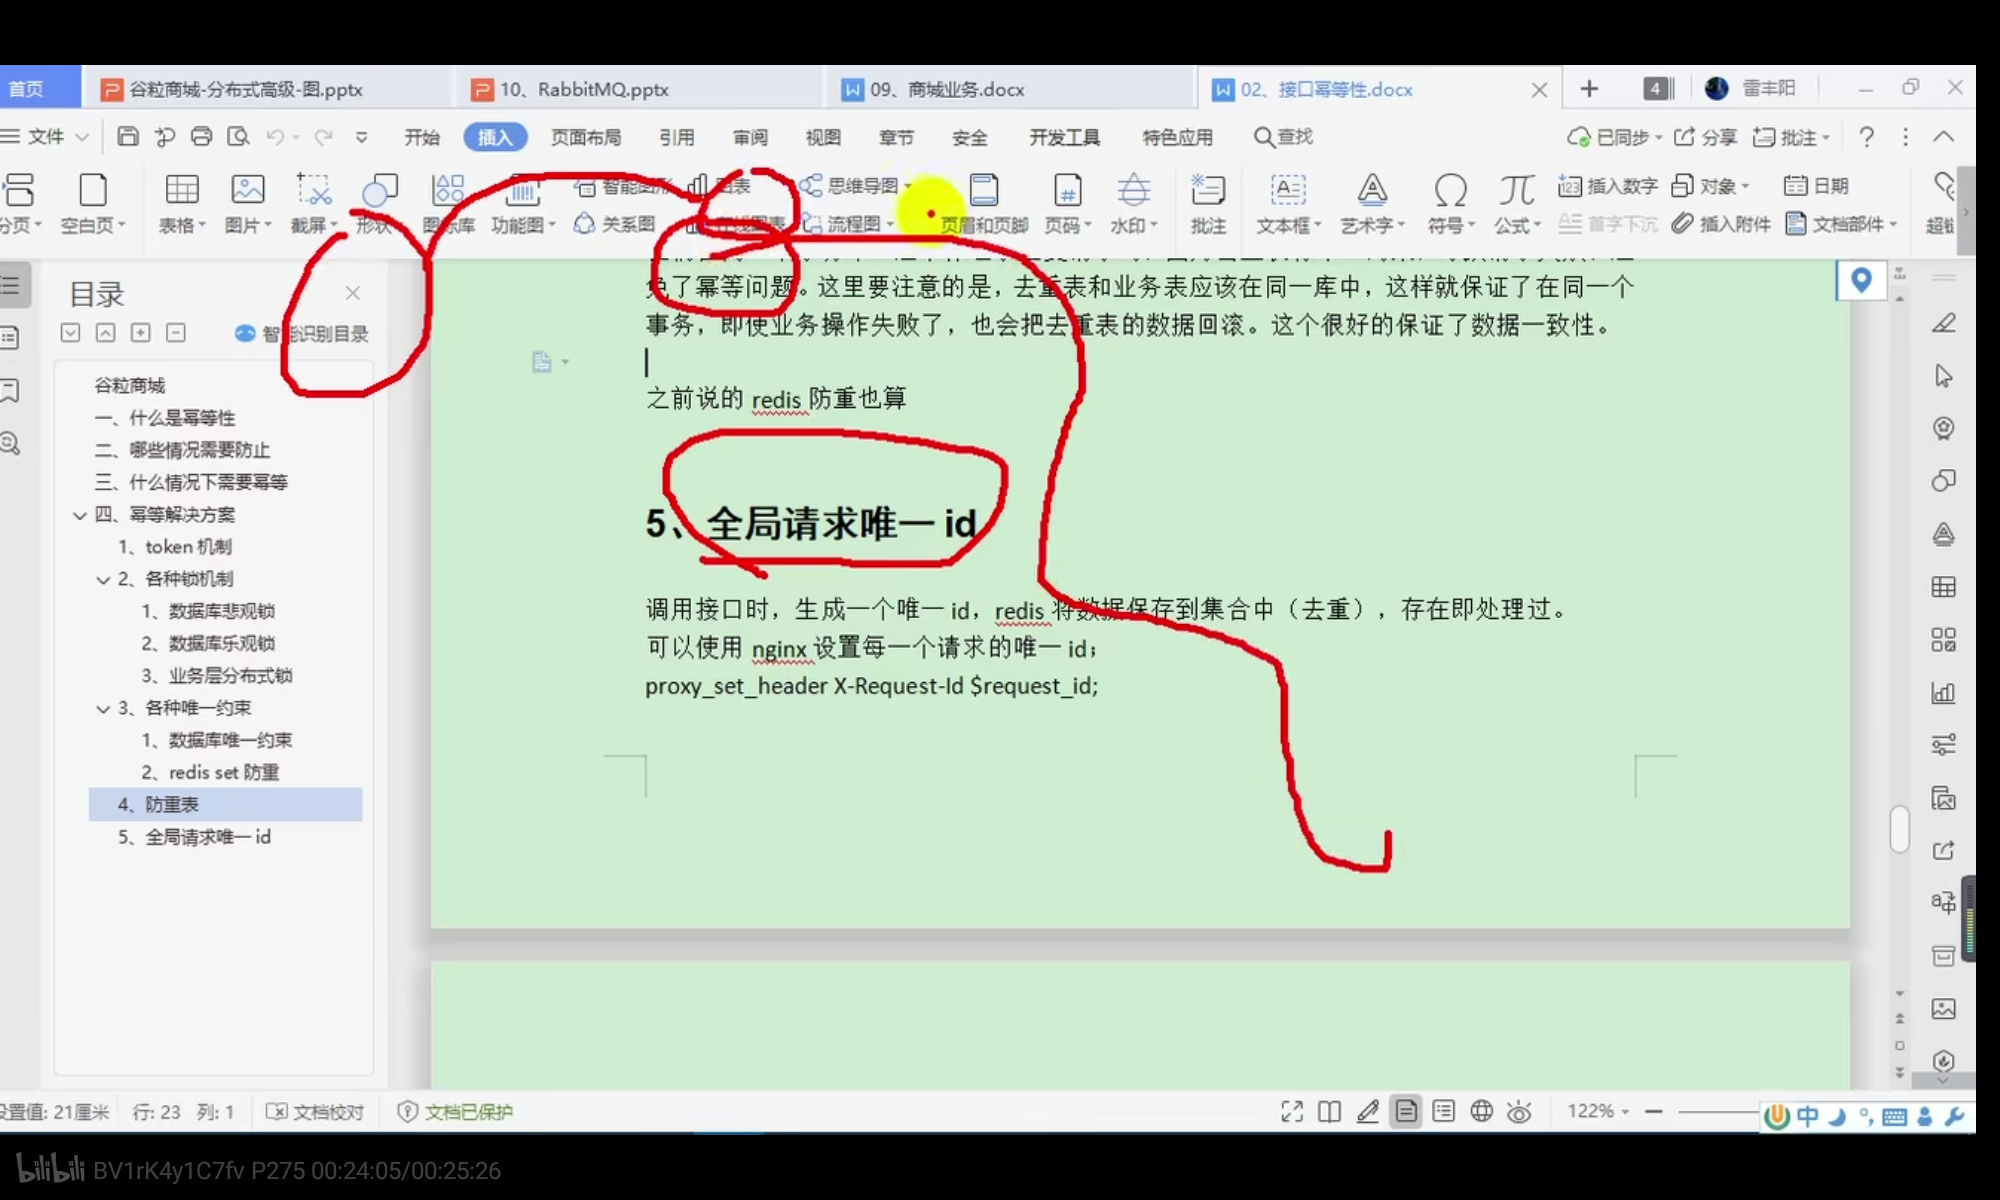 首页
谷粒商城-分布式高级-图.pptx
10、RabbitMQ.pptx
09、商城业务.docx
02、接口幂等性.docx
4
雷丰阳
文件
开始
插入
页面布局
引用
审阅
视图
章节
安全
开发工具
特色应用
查找
已同步
分享
批注
分页
空白页
表格
图片
截屏
形状
图标库
功能图
智能图形
关系图
图表
在线图表
思维导图
流程图
页眉和页脚
页码
水印
批注
文本框
艺术字
符号
公式
插入数字
首字下沉
对象
插入附件
日期
文档部件
目录
智能识别目录
谷粒商城
一、什么是幂等性
二、哪些情况需要防止
三、什么情况下需要幂等
四、幂等解决方案
1、token 机制
2、各种锁机制
1、数据库悲观锁
2、数据库乐观锁
3、业务层分布式锁
3、各种唯一约束
1、数据库唯一约束
2、redis set 防重
4、防重表
5、全局请求唯一 id
免了幂等问题。这里要注意的是，去重表和业务表应该在同一库中，这样就保证了在同一个
事务，即使业务操作失败了，也会把去重表的数据回滚。这个很好的保证了数据一致性。
之前说的 redis 防重也算
5、全局请求唯一 id
调用接口时，生成一个唯一 id，redis 将数据保存到集合中（去重），存在即处理过。
可以使用 nginx 设置每一个请求的唯一 id；
proxy_set_header X-Request-Id $request_id;
设置值: 21厘米
行: 23
列: 1
文档校对
文档已保护
122%
中
bilibili BV1rK4y1C7fv P275 00:24:05/00:25:26